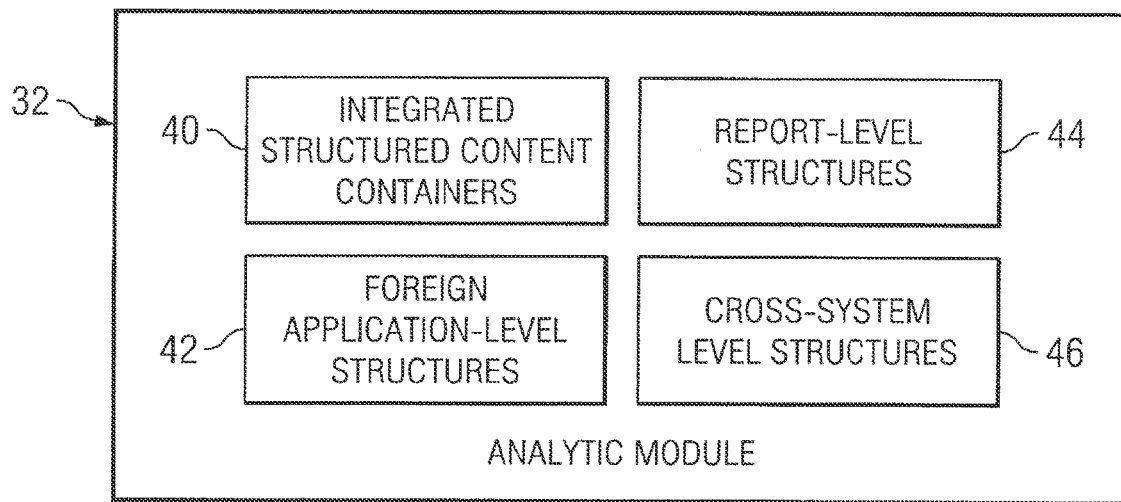 32
40
INTEGRATED
STRUCTURED CONTENT
CONTAINERS
REPORT-LEVEL
STRUCTURES
44
42
FOREIGN
APPLICATION-LEVEL
STRUCTURES
CROSS-SYSTEM
LEVEL STRUCTURES
46
ANALYTIC MODULE